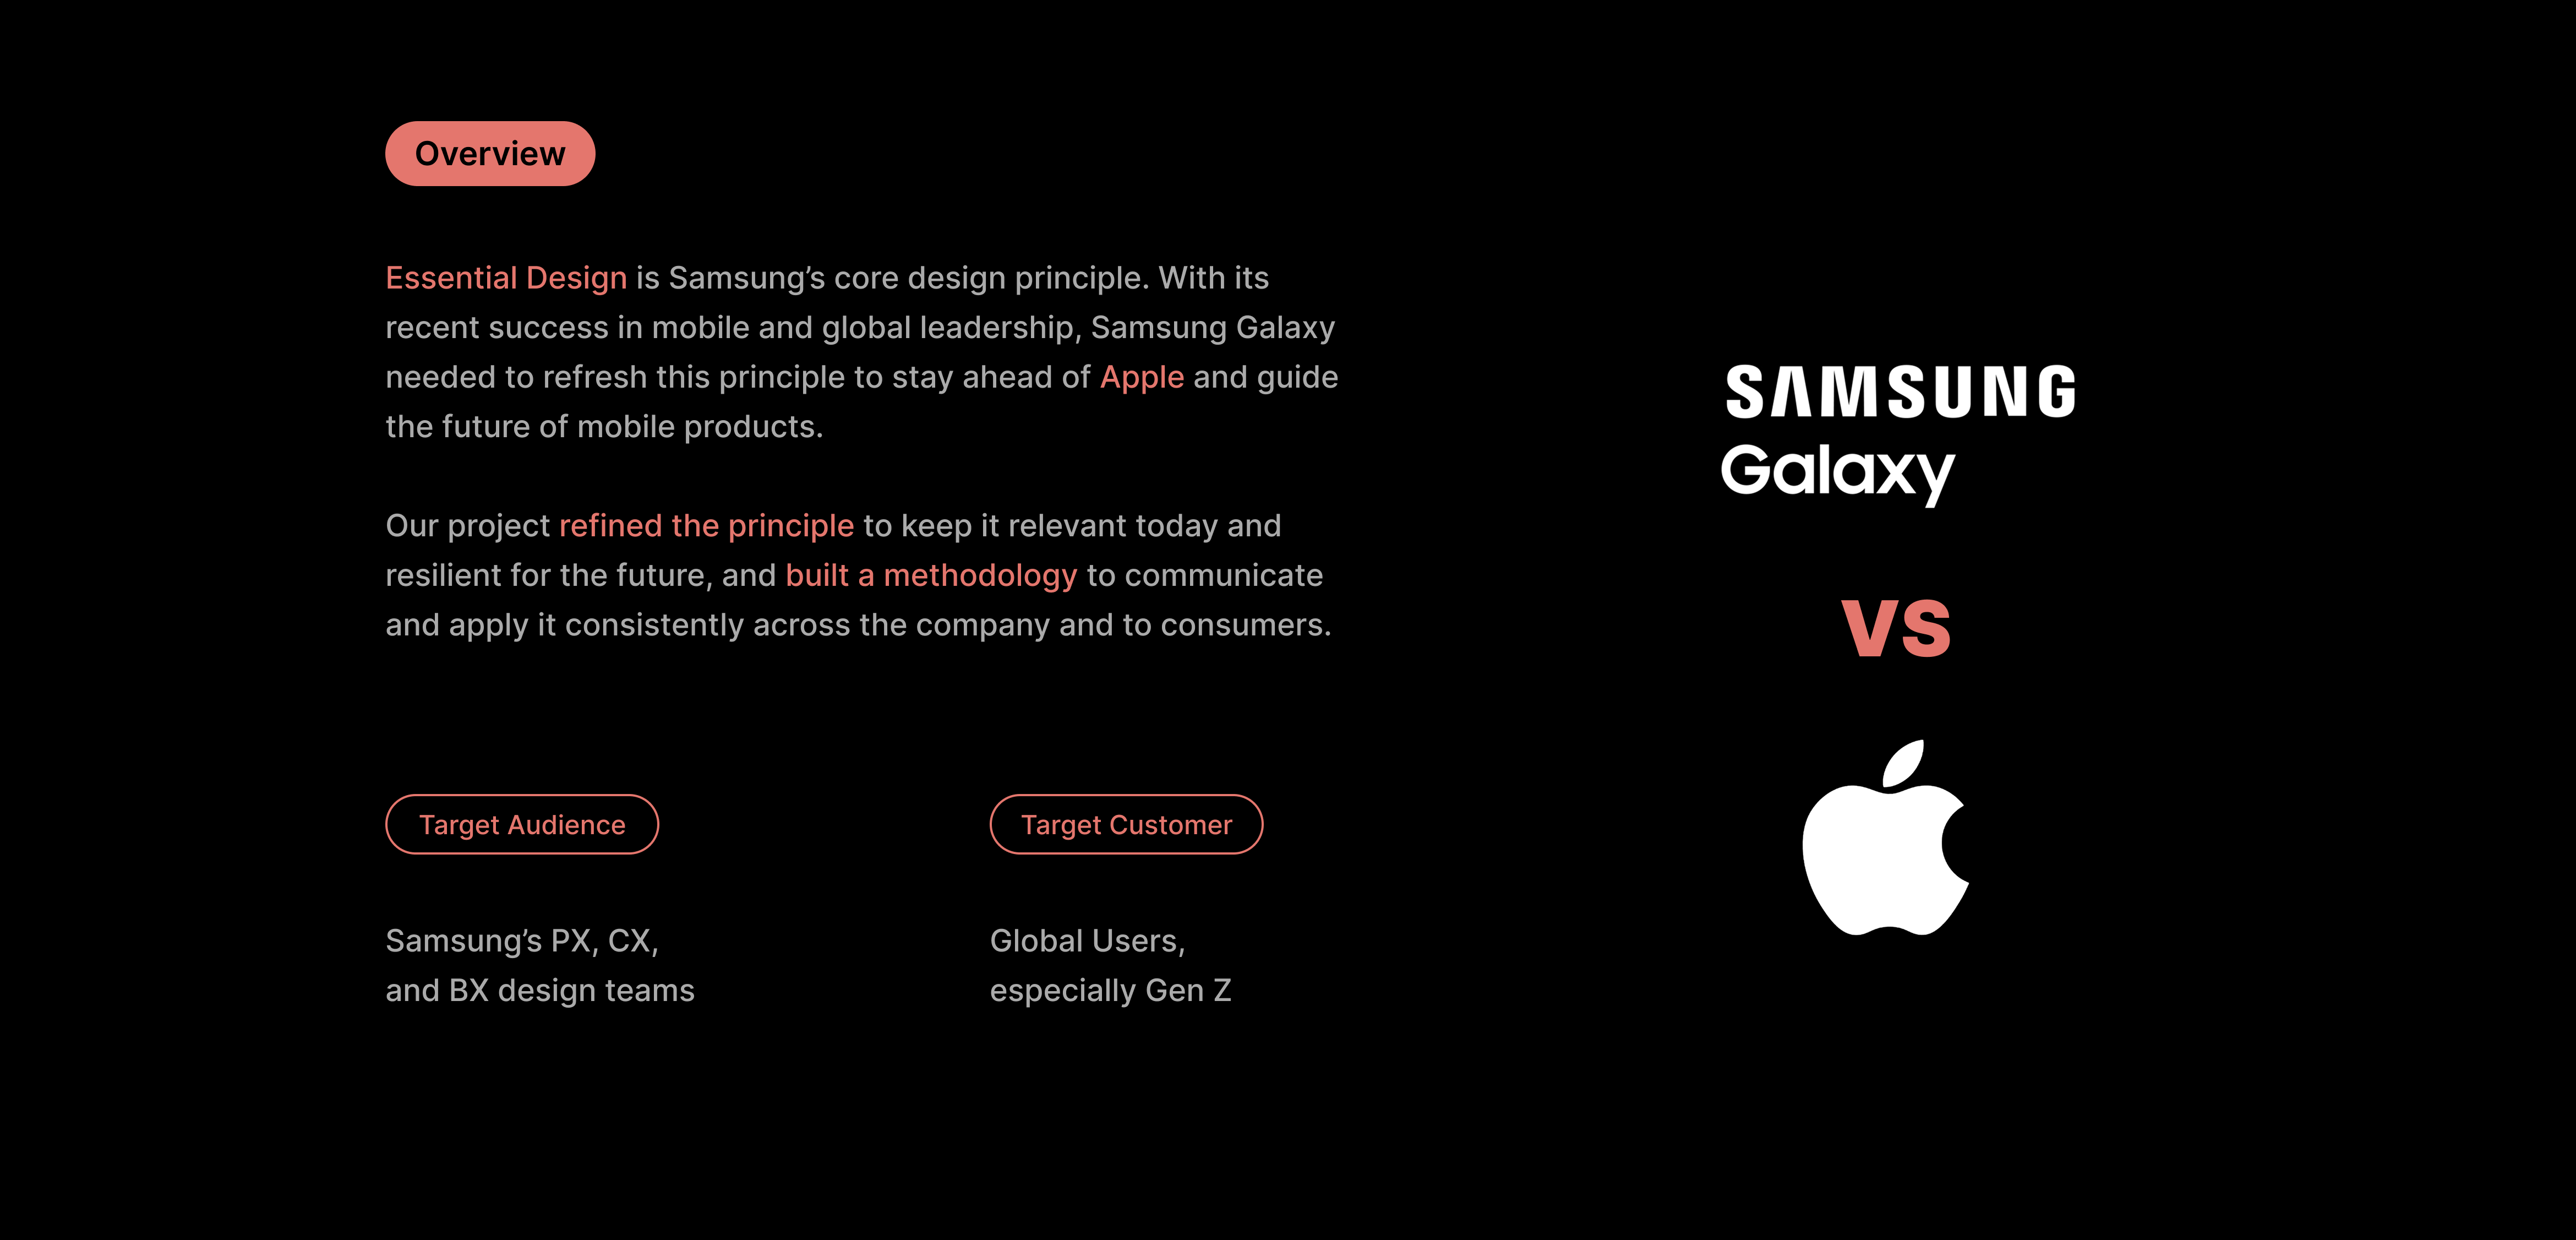 Overview
Essential Design is Samsung’s core design principle. With its
recent success in mobile and global leadership, Samsung Galaxy
needed to refresh this principle to stay ahead of Apple and guide
the future of mobile products.
Our project refined the principle to keep it relevant today and
resilient for the future, and built a methodology to communicate
and apply it consistently across the company and to consumers.
Target Audience
Samsung’s PX, CX,
and BX design teams
Target Customer
Global Users,
especially Gen Z
SAMSUNG
Galaxy
vs